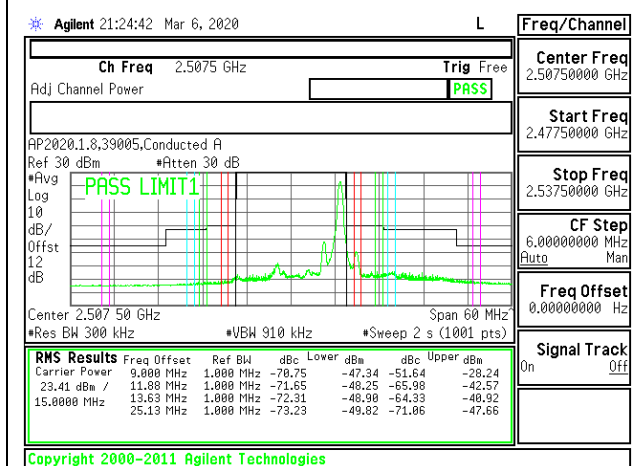 Agilent 21:24:42 Mar 6, 2020 L
Ch Freq 2.5075 GHz Trig Free
Adj Channel Power PASS
AP2020.1.8,39005,Conducted A
Ref 30 dBm #Atten 30 dB
#Avg
Log
10
dB/
Offst
12
dB
PASS LIMIT1
Center 2.507 50 GHz Span 60 MHz
#Res BW 300 kHz #VBW 910 kHz #Sweep 2 s (1001 pts)
RMS Results Freq Offset Ref BW dBc Lower dBm dBc Upper dBm
Carrier Power 9.000 MHz 1.000 MHz -70.75 -47.34 -51.64 -28.24
23.41 dBm / 11.88 MHz 1.000 MHz -71.65 -48.25 -65.98 -42.57
15.0000 MHz 13.63 MHz 1.000 MHz -72.31 -48.90 -64.33 -40.92
25.13 MHz 1.000 MHz -73.23 -49.82 -71.06 -47.66
Copyright 2000-2011 Agilent Technologies
Freq/Channel
Center Freq
2.50750000 GHz
Start Freq
2.47750000 GHz
Stop Freq
2.53750000 GHz
CF Step
6.00000000 MHz
Auto Man
Freq Offset
0.00000000 Hz
Signal Track
On Off